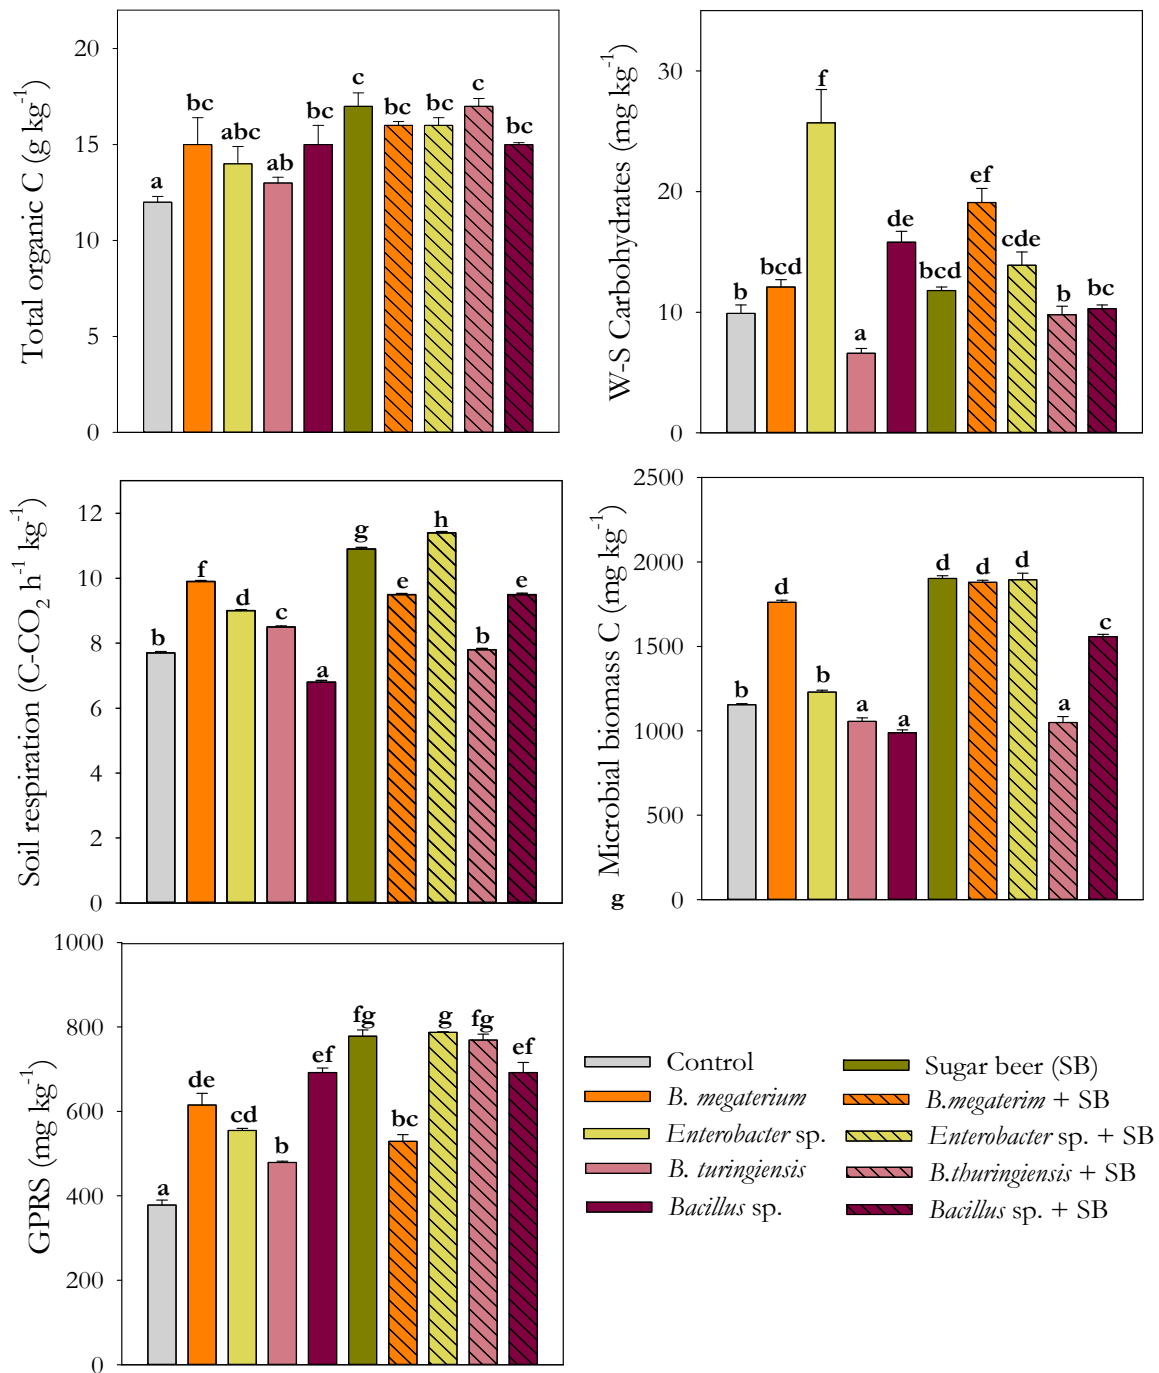 Total organic C (g kg⁻¹)
20
15
10
5
0
a
bc
abc
ab
bc
c
bc
bc
c
bc
W-S Carbohydrates (mg kg⁻¹)
30
20
10
0
b
bcd
f
a
de
bcd
ef
cde
b
bc
Soil respiration (C-CO₂ h⁻¹ kg⁻¹)
12
10
8
6
4
2
0
b
f
d
c
a
g
e
h
b
e
Microbial biomass C (mg kg⁻¹)
2500
2000
1500
1000
500
0
g
b
d
b
a
a
d
d
d
a
c
GPRS (mg kg⁻¹)
1000
800
600
400
200
0
a
de
cd
b
ef
fg
bc
g
fg
ef
Control
B. megaterium
Enterobacter sp.
B. turingiensis
Bacillus sp.
Sugar beer (SB)
B.megaterim + SB
Enterobacter sp. + SB
B.thuringiensis + SB
Bacillus sp. + SB